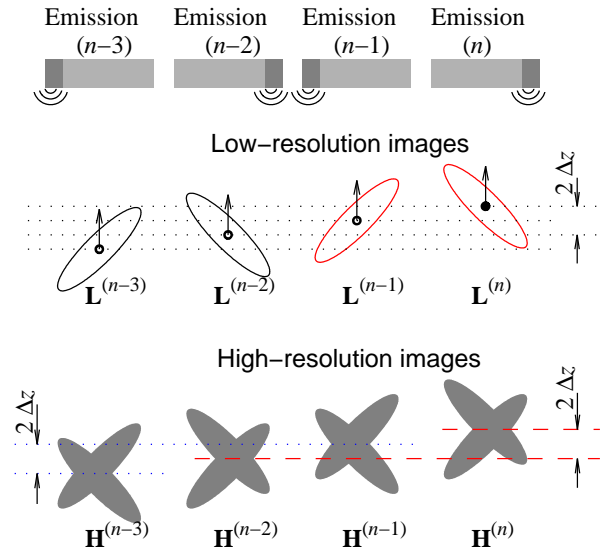 Emission Emission Emission Emission
(n−3) (n−2) (n−1) (n)
Low−resolution images
2 Δz
L(n−3) L(n−2) L(n−1) L(n)
High−resolution images
2 Δz
2 Δz
H(n−3) H(n−2) H(n−1) H(n)